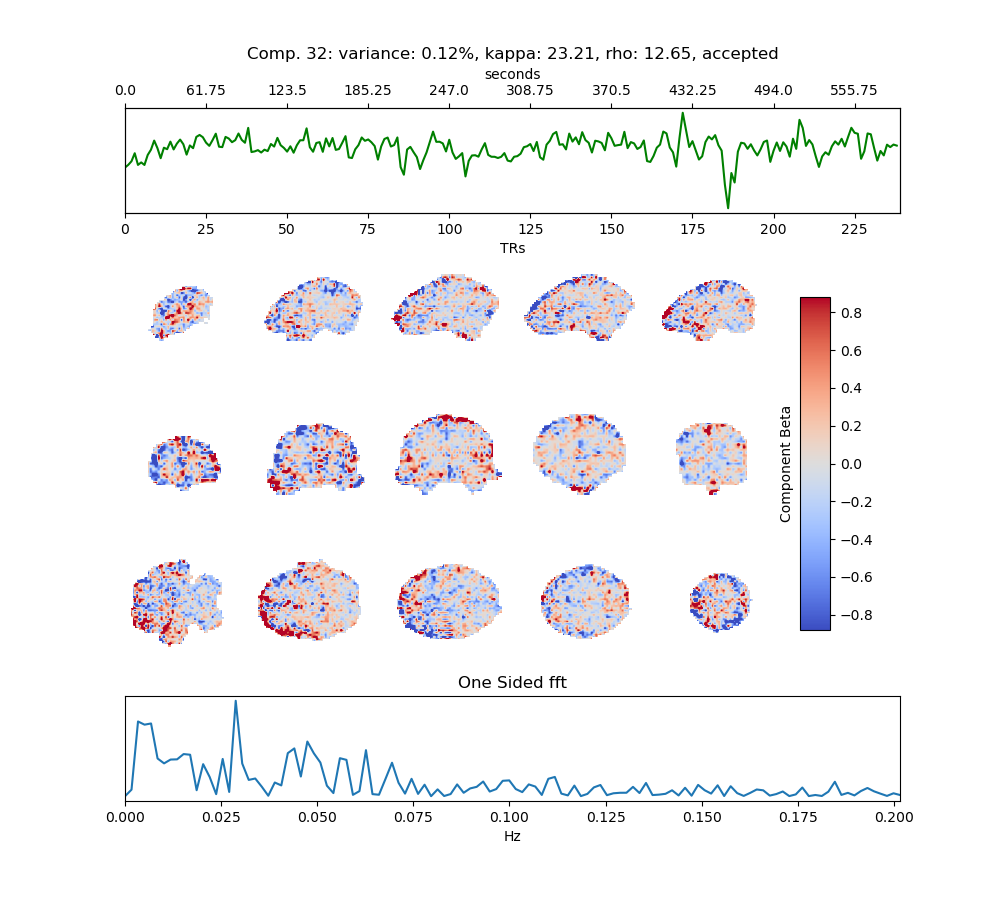 Comp. 32: variance: 0.12%, kappa: 23.21, rho: 12.65, accepted
seconds
0.0 61.75 123.5 185.25 247.0 308.75 370.5 432.25 494.0 555.75
0 25 50 75 100 125 150 175 200 225
TRs
0.8
0.6
0.4
0.2
0.0
−0.2
−0.4
−0.6
−0.8
Component Beta
One Sided fft
0.000 0.025 0.050 0.075 0.100 0.125 0.150 0.175 0.200
Hz